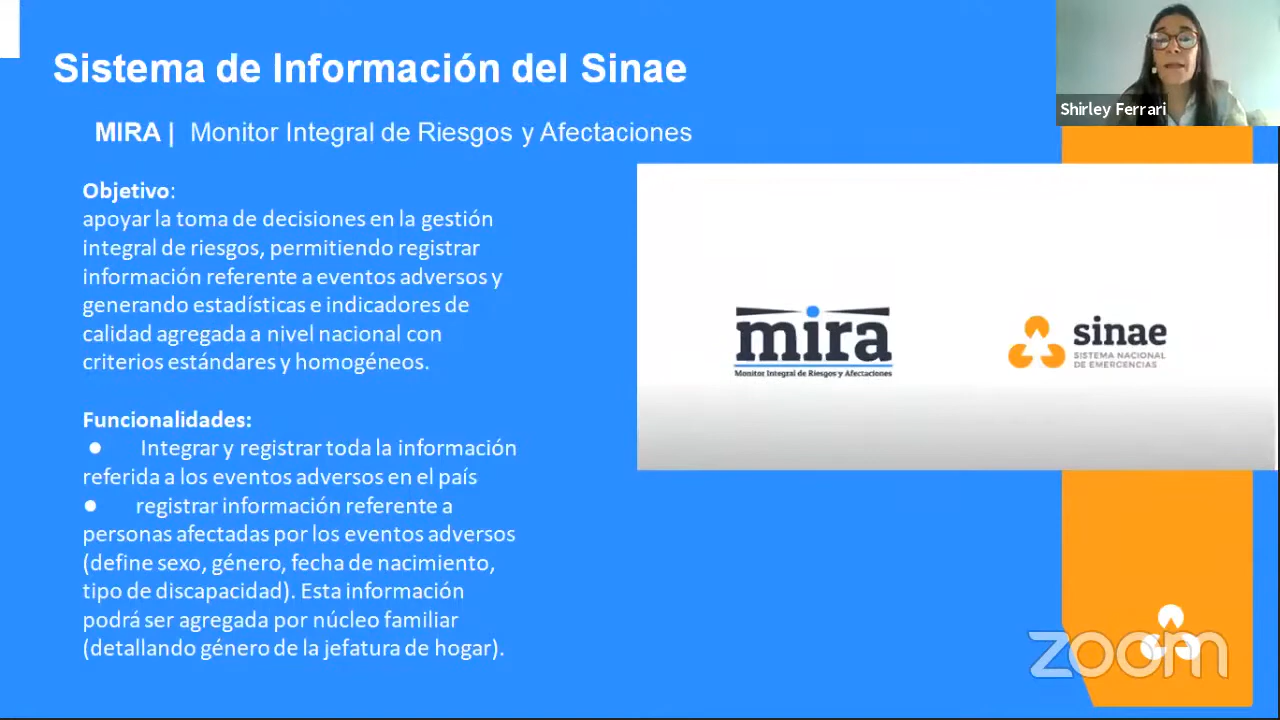 Sistema de Información del Sinae
Shirley Ferrari
MIRA | Monitor Integral de Riesgos y Afectaciones
Objetivo:
apoyar la toma de decisiones en la gestión
integral de riesgos, permitiendo registrar
información referente a eventos adversos y
generando estadísticas e indicadores de
calidad agregada a nivel nacional con
criterios estándares y homogéneos.
mira
Monitor Integral de Riesgos y Afectaciones
sinae
SISTEMA NACIONAL
DE EMERGENCIAS
Funcionalidades:
● Integrar y registrar toda la información
referida a los eventos adversos en el país
● registrar información referente a
personas afectadas por los eventos adversos
(define sexo, género, fecha de nacimiento,
tipo de discapacidad). Esta información
podrá ser agregada por núcleo familiar
(detallando género de la jefatura de hogar).
zoom